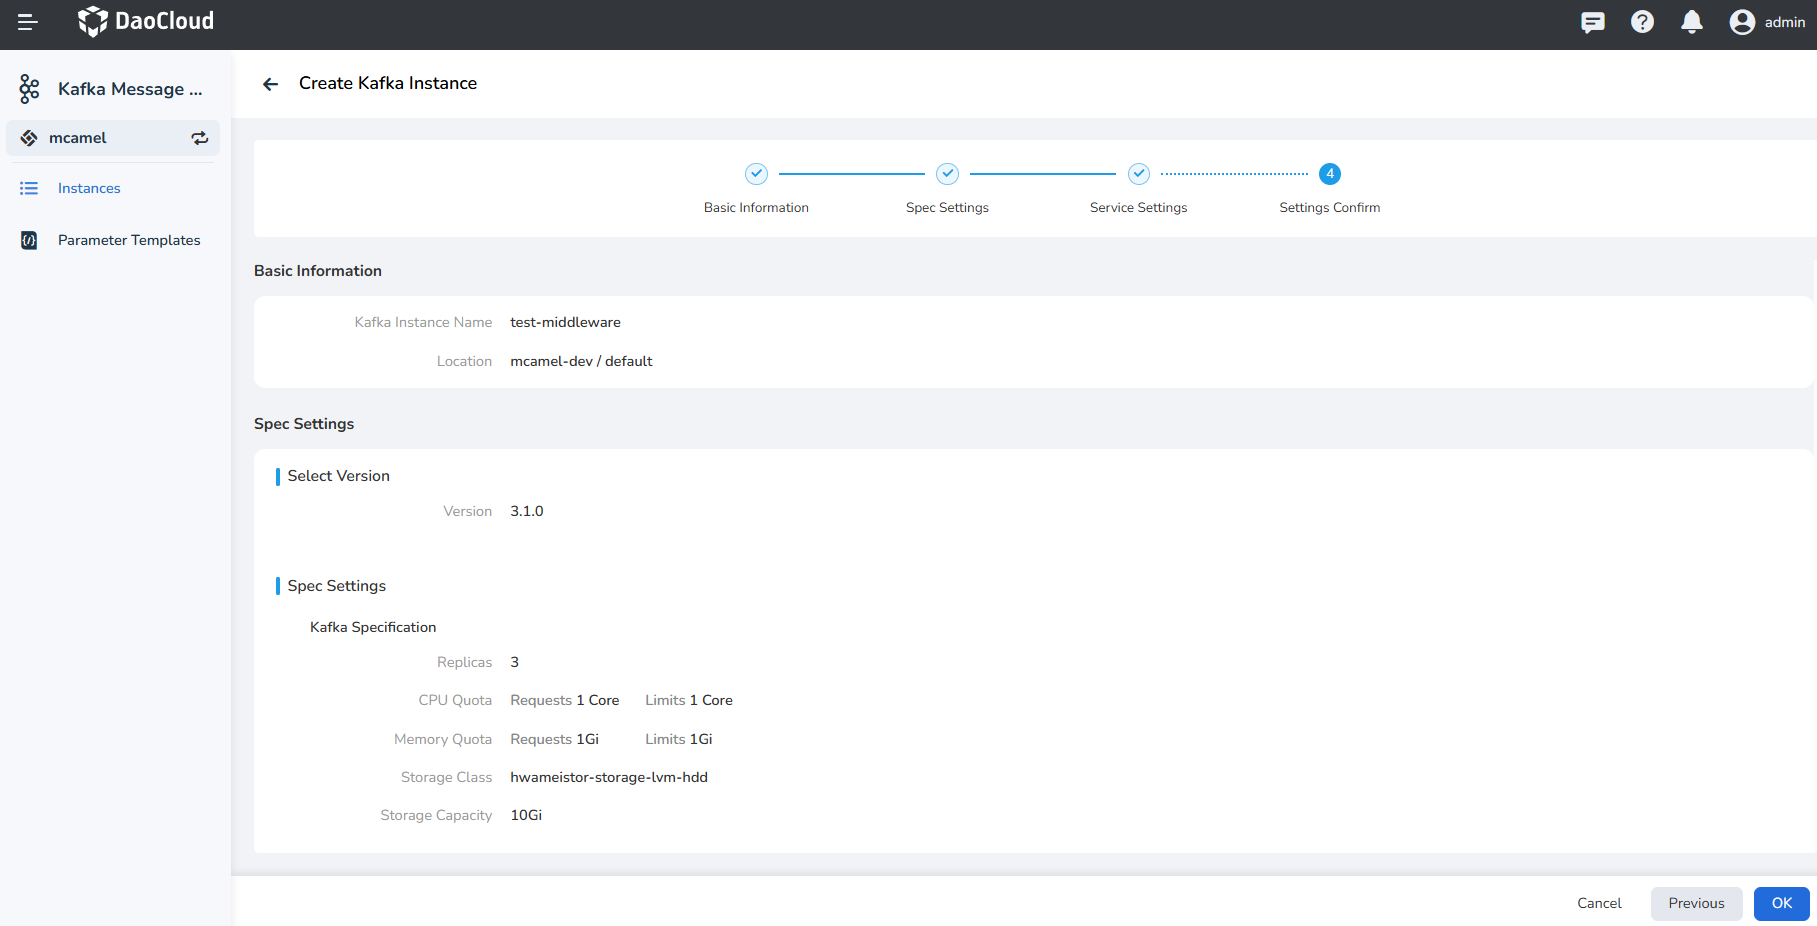 DaoCloud
admin
Kafka Message ...
mcamel
Instances
Parameter Templates
Create Kafka Instance
4
Basic Information
Spec Settings
Service Settings
Settings Confirm
Basic Information
Kafka Instance Name test-middleware
Location mcamel-dev / default
Spec Settings
Select Version
Version 3.1.0
Spec Settings
Kafka Specification
Replicas 3
CPU Quota Requests 1 Core Limits 1 Core
Memory Quota Requests 1Gi Limits 1Gi
Storage Class hwameistor-storage-lvm-hdd
Storage Capacity 10Gi
Cancel Previous OK